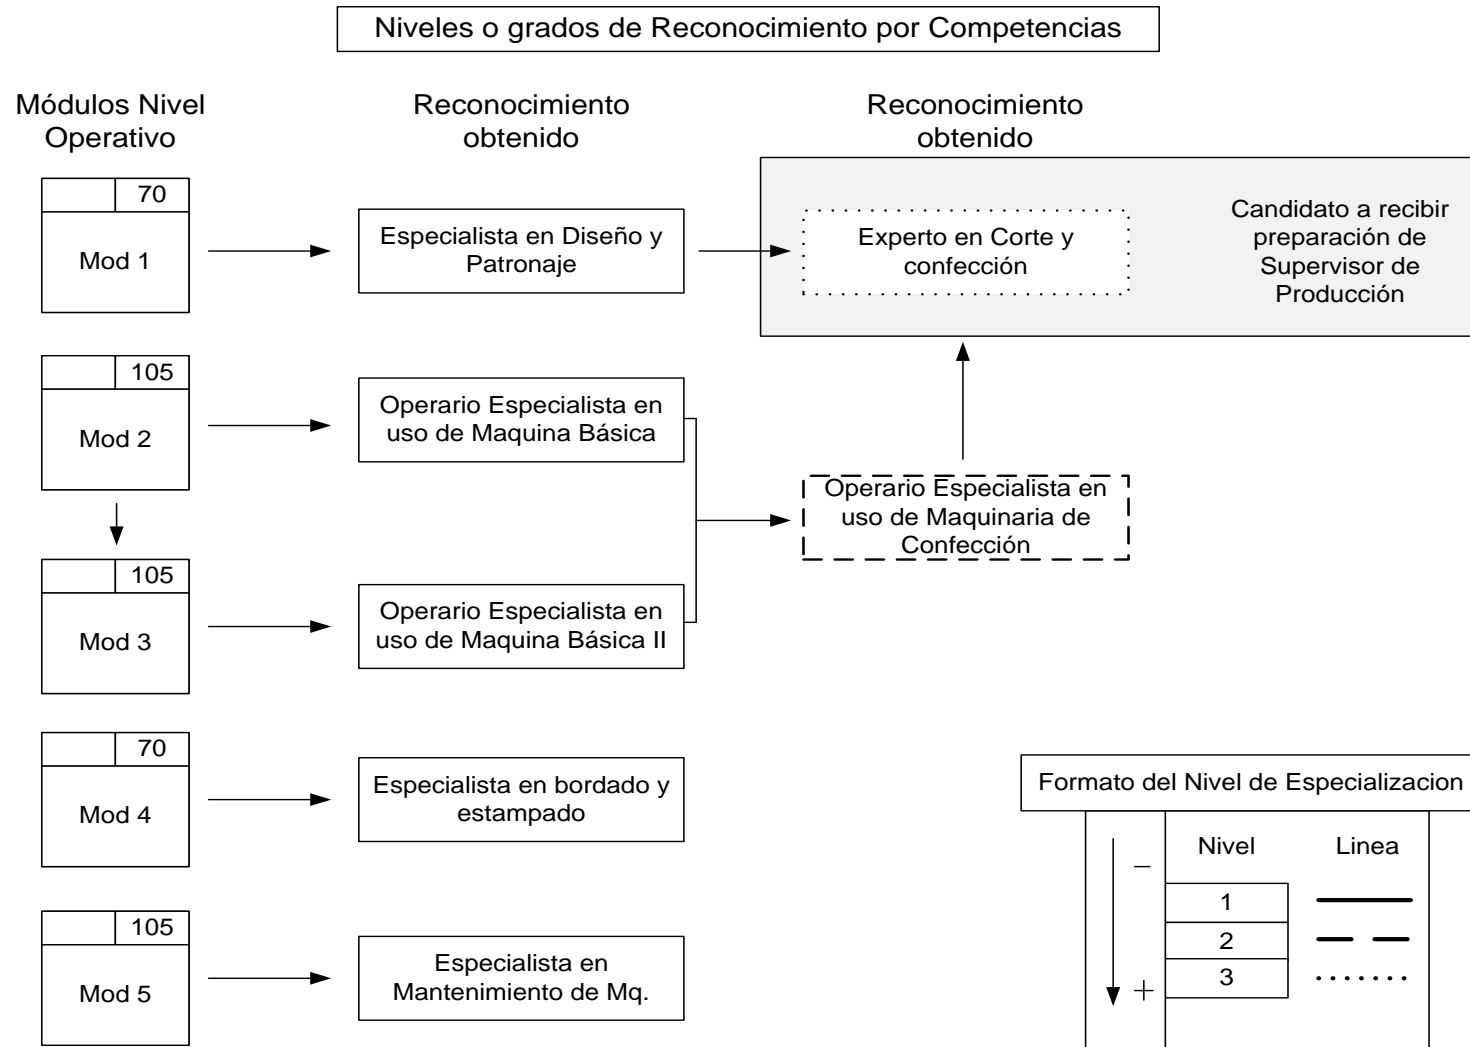 Niveles o grados de Reconocimiento por Competencias
Módulos Nivel
Operativo
Reconocimiento
obtenido
Reconocimiento
obtenido
70
Mod 1
Especialista en Diseño y
Patronaje
Experto en Corte y
confección
Candidato a recibir
preparación de
Supervisor de
Producción
105
Mod 2
Operario Especialista en
uso de Maquina Básica
Operario Especialista en
uso de Maquinaria de
Confección
105
Mod 3
Operario Especialista en
uso de Maquina Básica II
70
Mod 4
Especialista en bordado y
estampado
105
Mod 5
Especialista en
Mantenimiento de Mq.
Formato del Nivel de Especializacion
Nivel
Linea
–
1
2
3
+